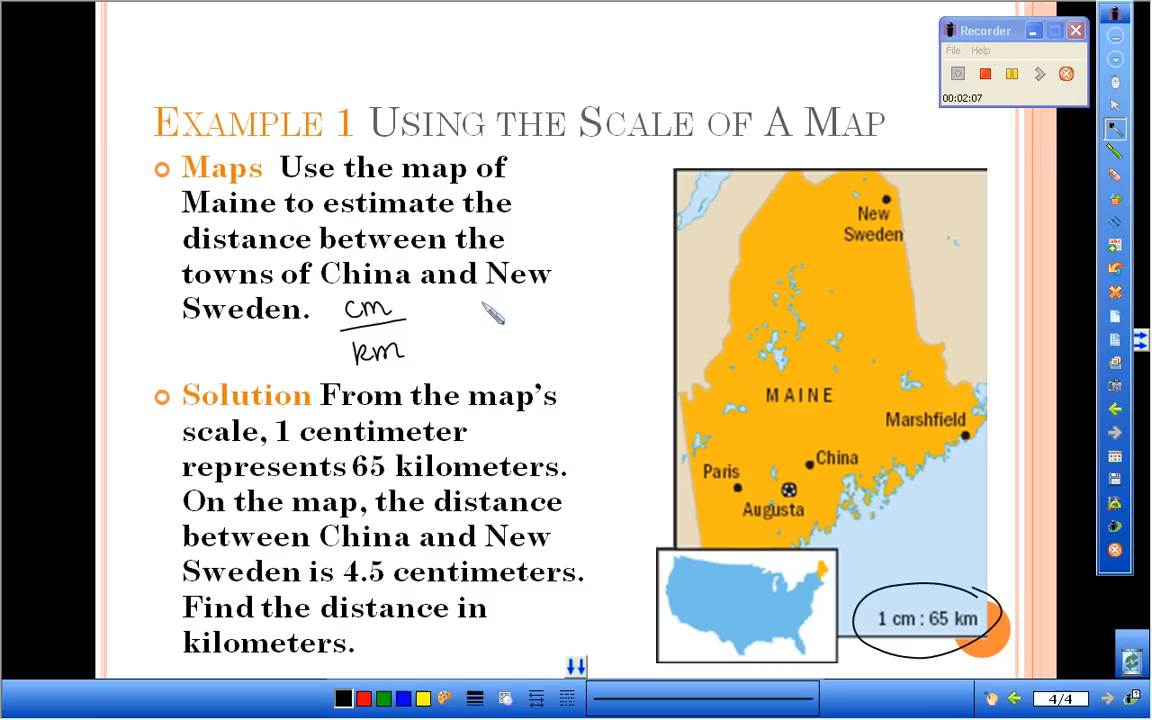 Recorder
File Help
00:02:07
EXAMPLE 1 USING THE SCALE OF A MAP
Maps Use the map of
Maine to estimate the
distance between the
towns of China and New
Sweden.
cm
km
Solution From the map's
scale, 1 centimeter
represents 65 kilometers.
On the map, the distance
between China and New
Sweden is 4.5 centimeters.
Find the distance in
kilometers.
New
Sweden
MAINE
Marshfield
China
Paris
Augusta
1 cm : 65 km
4/4